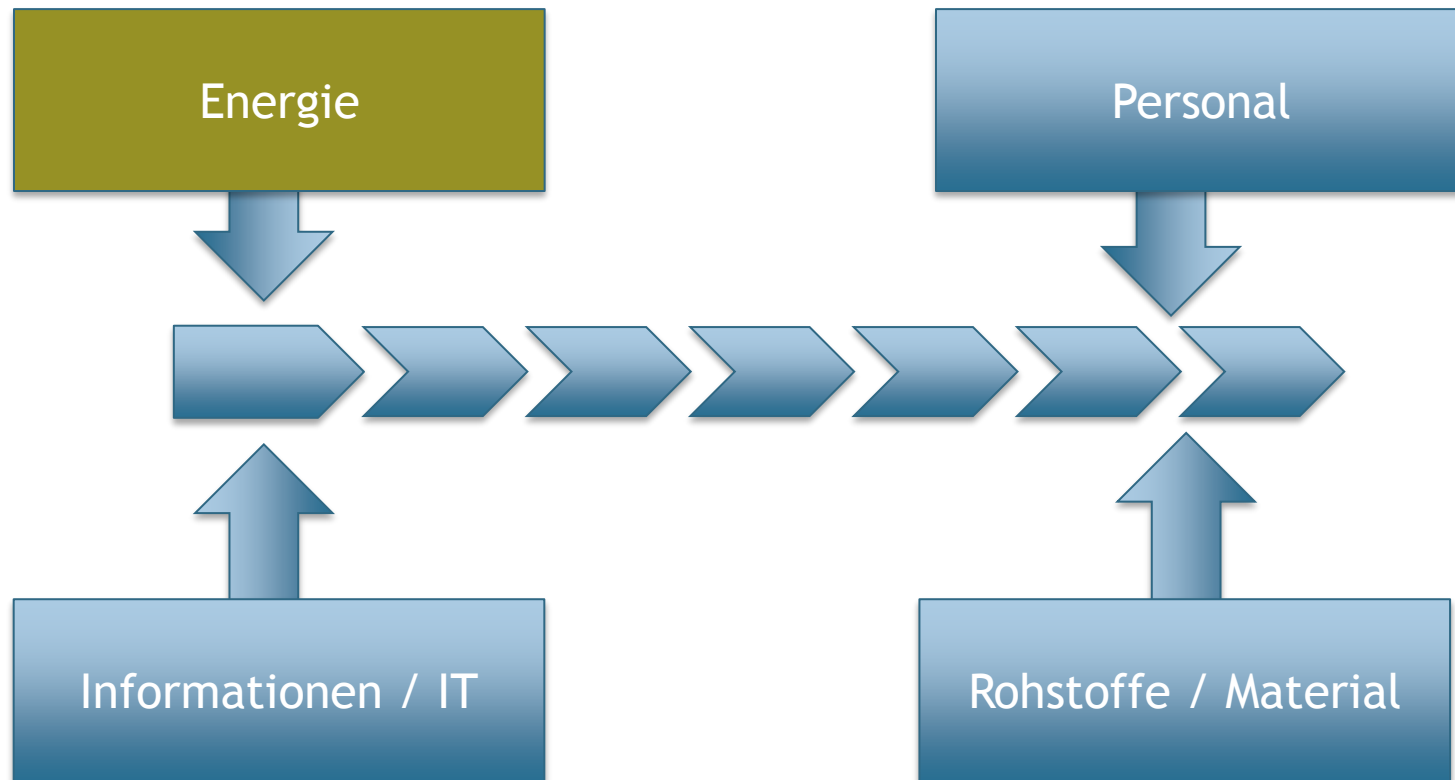 Energie
Personal
Informationen / IT
Rohstoffe / Material